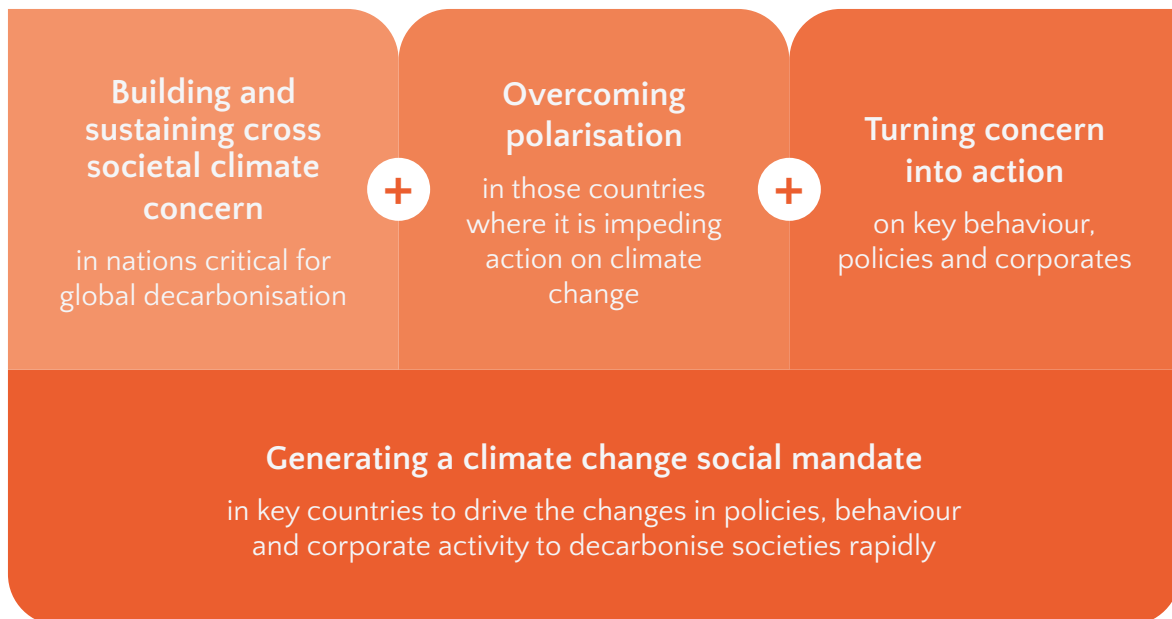 Building and
sustaining cross
societal climate
concern
in nations critical for
global decarbonisation
+
Overcoming
polarisation
in those countries
where it is impeding
action on climate
change
+
Turning concern
into action
on key behaviour,
policies and corporates
Generating a climate change social mandate
in key countries to drive the changes in policies, behaviour
and corporate activity to decarbonise societies rapidly